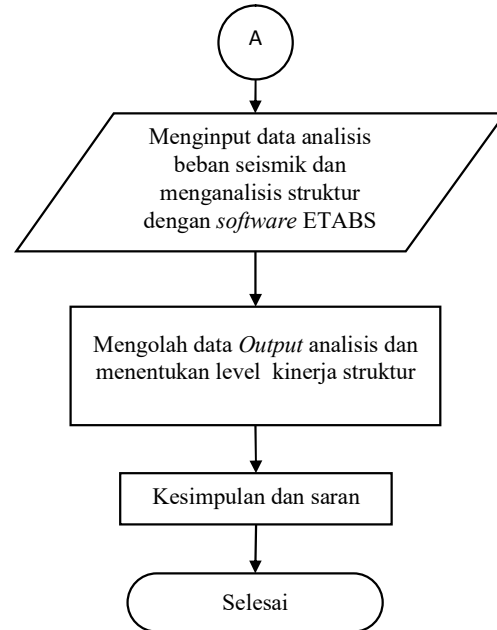 A
Menginput data analisis
beban seismik dan
menganalisis struktur
dengan software ETABS
Mengolah data Output analisis dan
menentukan level kinerja struktur
Kesimpulan dan saran
Selesai